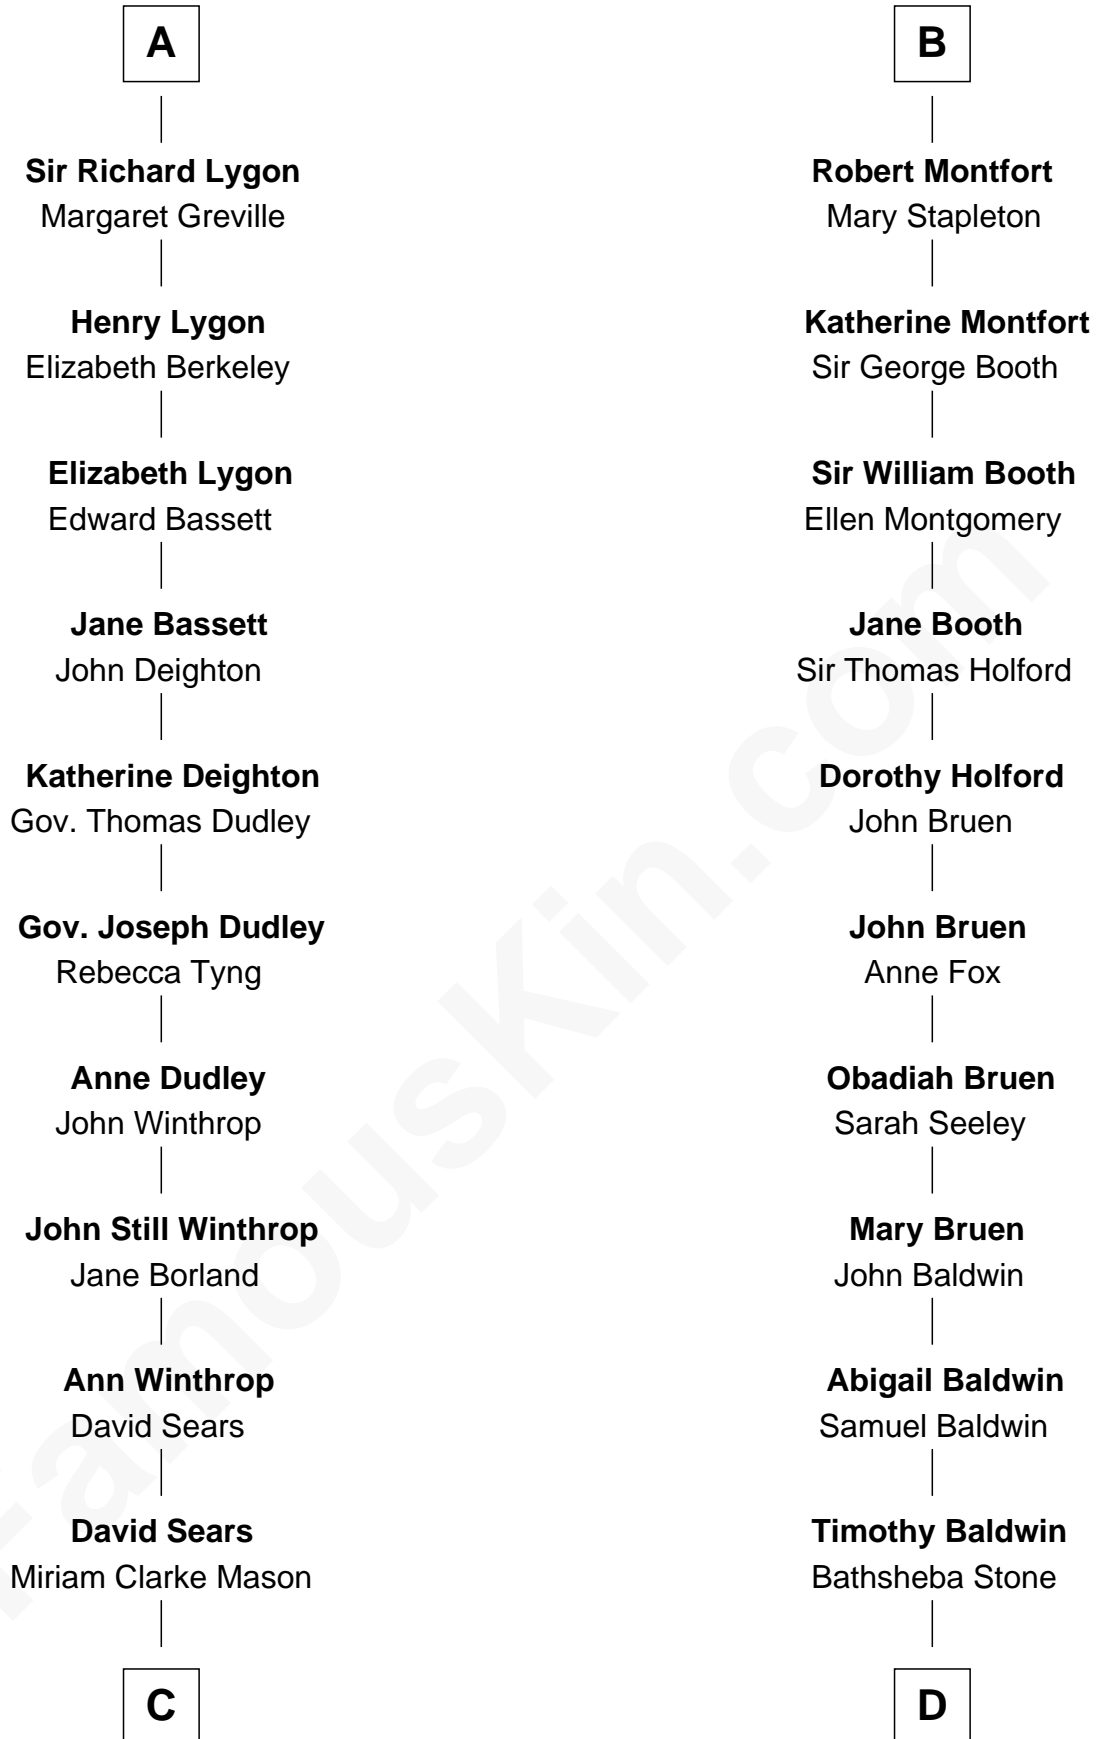 A
Sir Richard Lygon
Margaret Greville
Henry Lygon
Elizabeth Berkeley
Elizabeth Lygon
Edward Bassett
Jane Bassett
John Deighton
Katherine Deighton
Gov. Thomas Dudley
Gov. Joseph Dudley
Rebecca Tyng
Anne Dudley
John Winthrop
John Still Winthrop
Jane Borland
Ann Winthrop
David Sears
David Sears
Miriam Clarke Mason
C
B
Robert Montfort
Mary Stapleton
Katherine Montfort
Sir George Booth
Sir William Booth
Ellen Montgomery
Jane Booth
Sir Thomas Holford
Dorothy Holford
John Bruen
John Bruen
Anne Fox
Obadiah Bruen
Sarah Seeley
Mary Bruen
John Baldwin
Abigail Baldwin
Samuel Baldwin
Timothy Baldwin
Bathsheba Stone
D
FamousKin.com